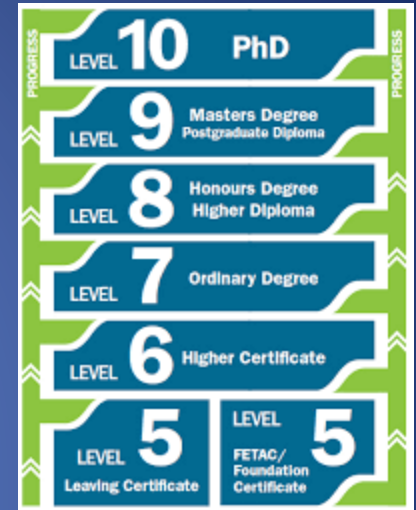 PROGRESS
PROGRESS
LEVEL 10 PhD
LEVEL 9 Masters Degree
Postgraduate Diploma
LEVEL 8 Honours Degree
Higher Diploma
LEVEL 7 Ordinary Degree
LEVEL 6 Higher Certificate
LEVEL 5
Leaving Certificate
LEVEL 5
FETAC/
Foundation
Certificate